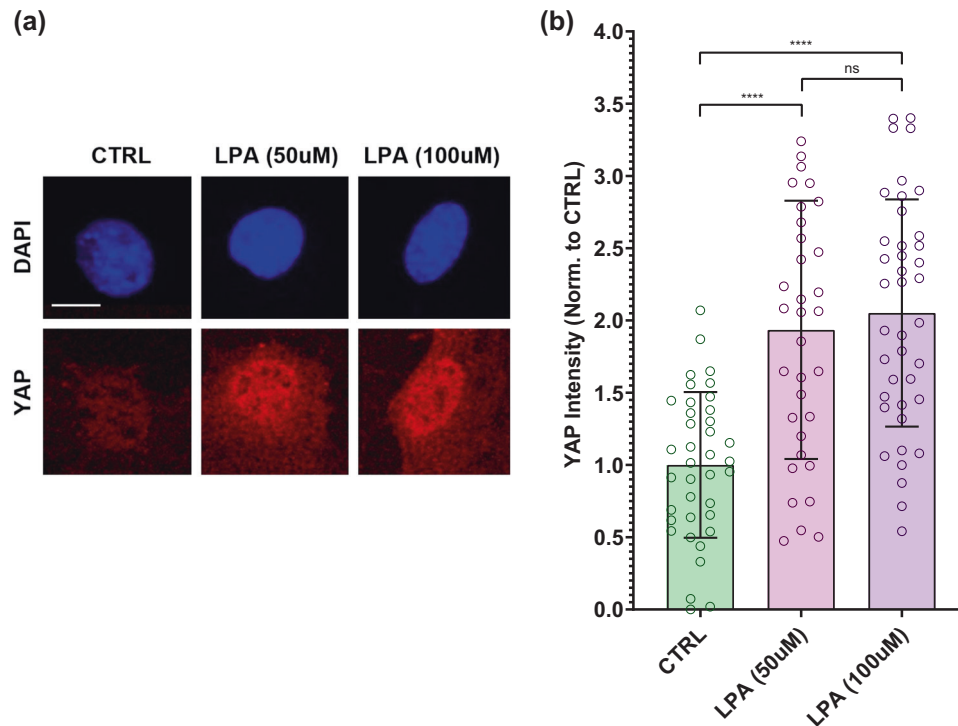 (a)
CTRL LPA (50uM) LPA (100uM)
DAPI
YAP
(b)
YAP Intensity (Norm. to CTRL)
4.0
3.5
3.0
2.5
2.0
1.5
1.0
0.5
0.0
****
ns
****
CTRL
LPA (50uM)
LPA (100uM)